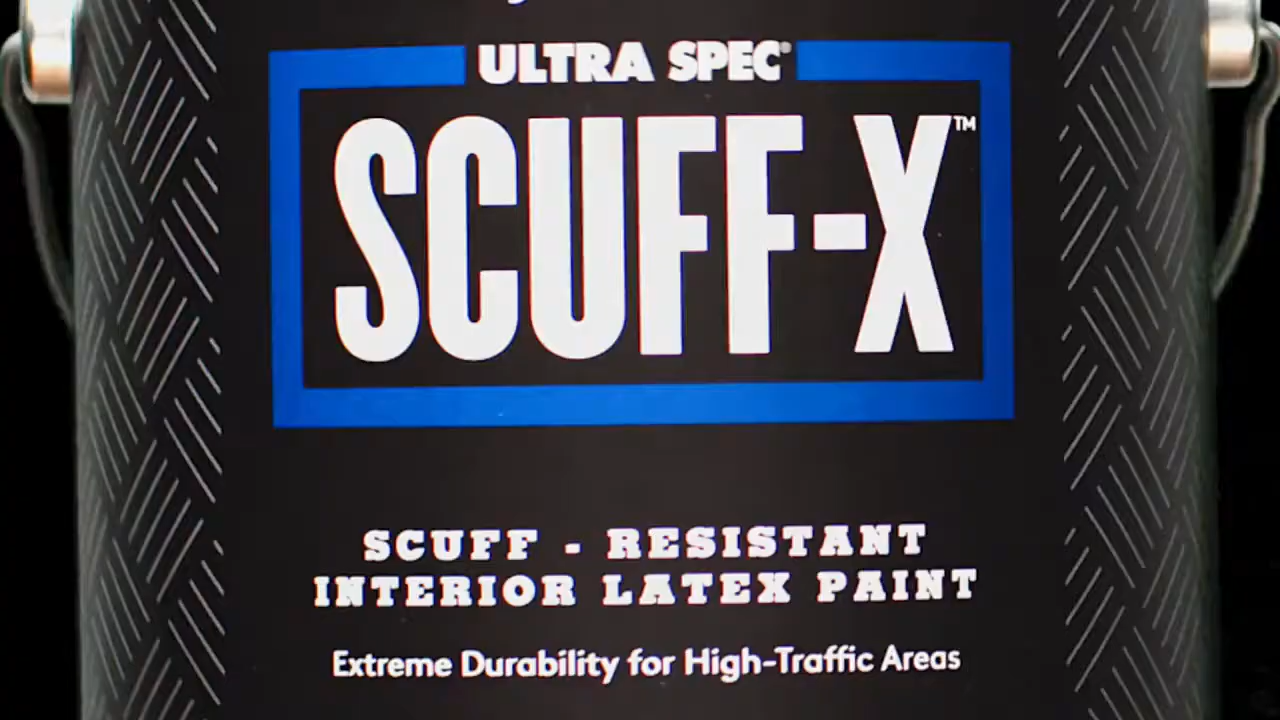 ULTRA SPEC®
SCUFF-X™
SCUFF - RESISTANT
INTERIOR LATEX PAINT
Extreme Durability for High-Traffic Areas